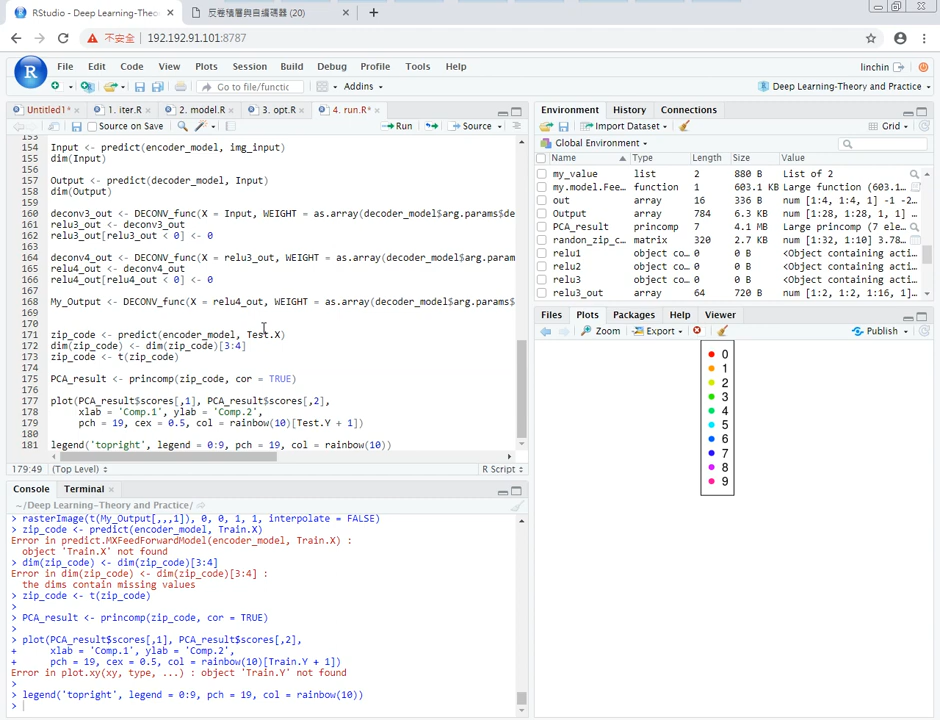 RStudio - Deep Learning-Theo
反卷積層與自編碼器 (20)
不安全
192.192.91.101:8787
R
File Edit Code View Plots Session Build Debug Profile Tools Help
linchin
Go to file/function
Addins
Deep Learning-Theory and Practice
Untitled1*
1. iter.R
2. model.R
3. opt.R
4. run.R*
Source on Save
Run
Source
153
154 Input <- predict(encoder_model, img_input)
155 dim(Input)
156
157 Output <- predict(decoder_model, Input)
158 dim(Output)
159
160 deconv3_out <- DECONV_func(X = Input, WEIGHT = as.array(decoder_model$arg.params$de
161 relu3_out <- deconv3_out
162 relu3_out[relu3_out < 0] <- 0
163
164 deconv4_out <- DECONV_func(X = relu3_out, WEIGHT = as.array(decoder_model$arg.param
165 relu4_out <- deconv4_out
166 relu4_out[relu4_out < 0] <- 0
167
168 My_Output <- DECONV_func(X = relu4_out, WEIGHT = as.array(decoder_model$arg.params$
169
170
171 zip_code <- predict(encoder_model, Test.X)
172 dim(zip_code) <- dim(zip_code)[3:4]
173 zip_code <- t(zip_code)
174
175 PCA_result <- princomp(zip_code, cor = TRUE)
176
177 plot(PCA_result$scores[,1], PCA_result$scores[,2],
178 xlab = 'Comp.1', ylab = 'Comp.2',
179 pch = 19, cex = 0.5, col = rainbow(10)[Test.Y + 1])
180
181 legend('topright', legend = 0:9, pch = 19, col = rainbow(10))
179:49
(Top Level)
R Script
Console
Terminal
~/Deep Learning-Theory and Practice/
> rasterImage(t(My_Output[,,,1]), 0, 0, 1, 1, interpolate = FALSE)
> zip_code <- predict(encoder_model, Train.X)
Error in predict.MXFeedForwardModel(encoder_model, Train.X) :
object 'Train.X' not found
> dim(zip_code) <- dim(zip_code)[3:4]
Error in dim(zip_code) <- dim(zip_code)[3:4] :
the dims contain missing values
> zip_code <- t(zip_code)
>
> PCA_result <- princomp(zip_code, cor = TRUE)
>
> plot(PCA_result$scores[,1], PCA_result$scores[,2],
+ xlab = 'Comp.1', ylab = 'Comp.2',
+ pch = 19, cex = 0.5, col = rainbow(10)[Train.Y + 1])
Error in plot.xy(xy, type, ...) : object 'Train.Y' not found
>
> legend('topright', legend = 0:9, pch = 19, col = rainbow(10))
>
Environment
History
Connections
Import Dataset
Grid
Global Environment
Name Type Length Size Value
my_value list 2 880 B List of 2
my.model.Fee… function 1 603.1 KB Large function (603.1…
out array 16 336 B num [1:4, 1:4, 1] -1 -2…
Output array 784 6.3 KB num [1:28, 1:28, 1, 1] …
PCA_result princomp 7 4.1 MB Large princomp (7 ele…
random_zip_c… matrix 320 2.7 KB num [1:32, 1:10] 3.78…
relu1 object co… 0 0 B <Object containing acti…
relu2 object co… 0 0 B <Object containing acti…
relu3 object co… 0 0 B <Object containing acti…
relu3_out array 64 720 B num [1:2, 1:2, 1:16, 1]…
Files
Plots
Packages
Help
Viewer
Zoom
Export
Publish
0
1
2
3
4
5
6
7
8
9